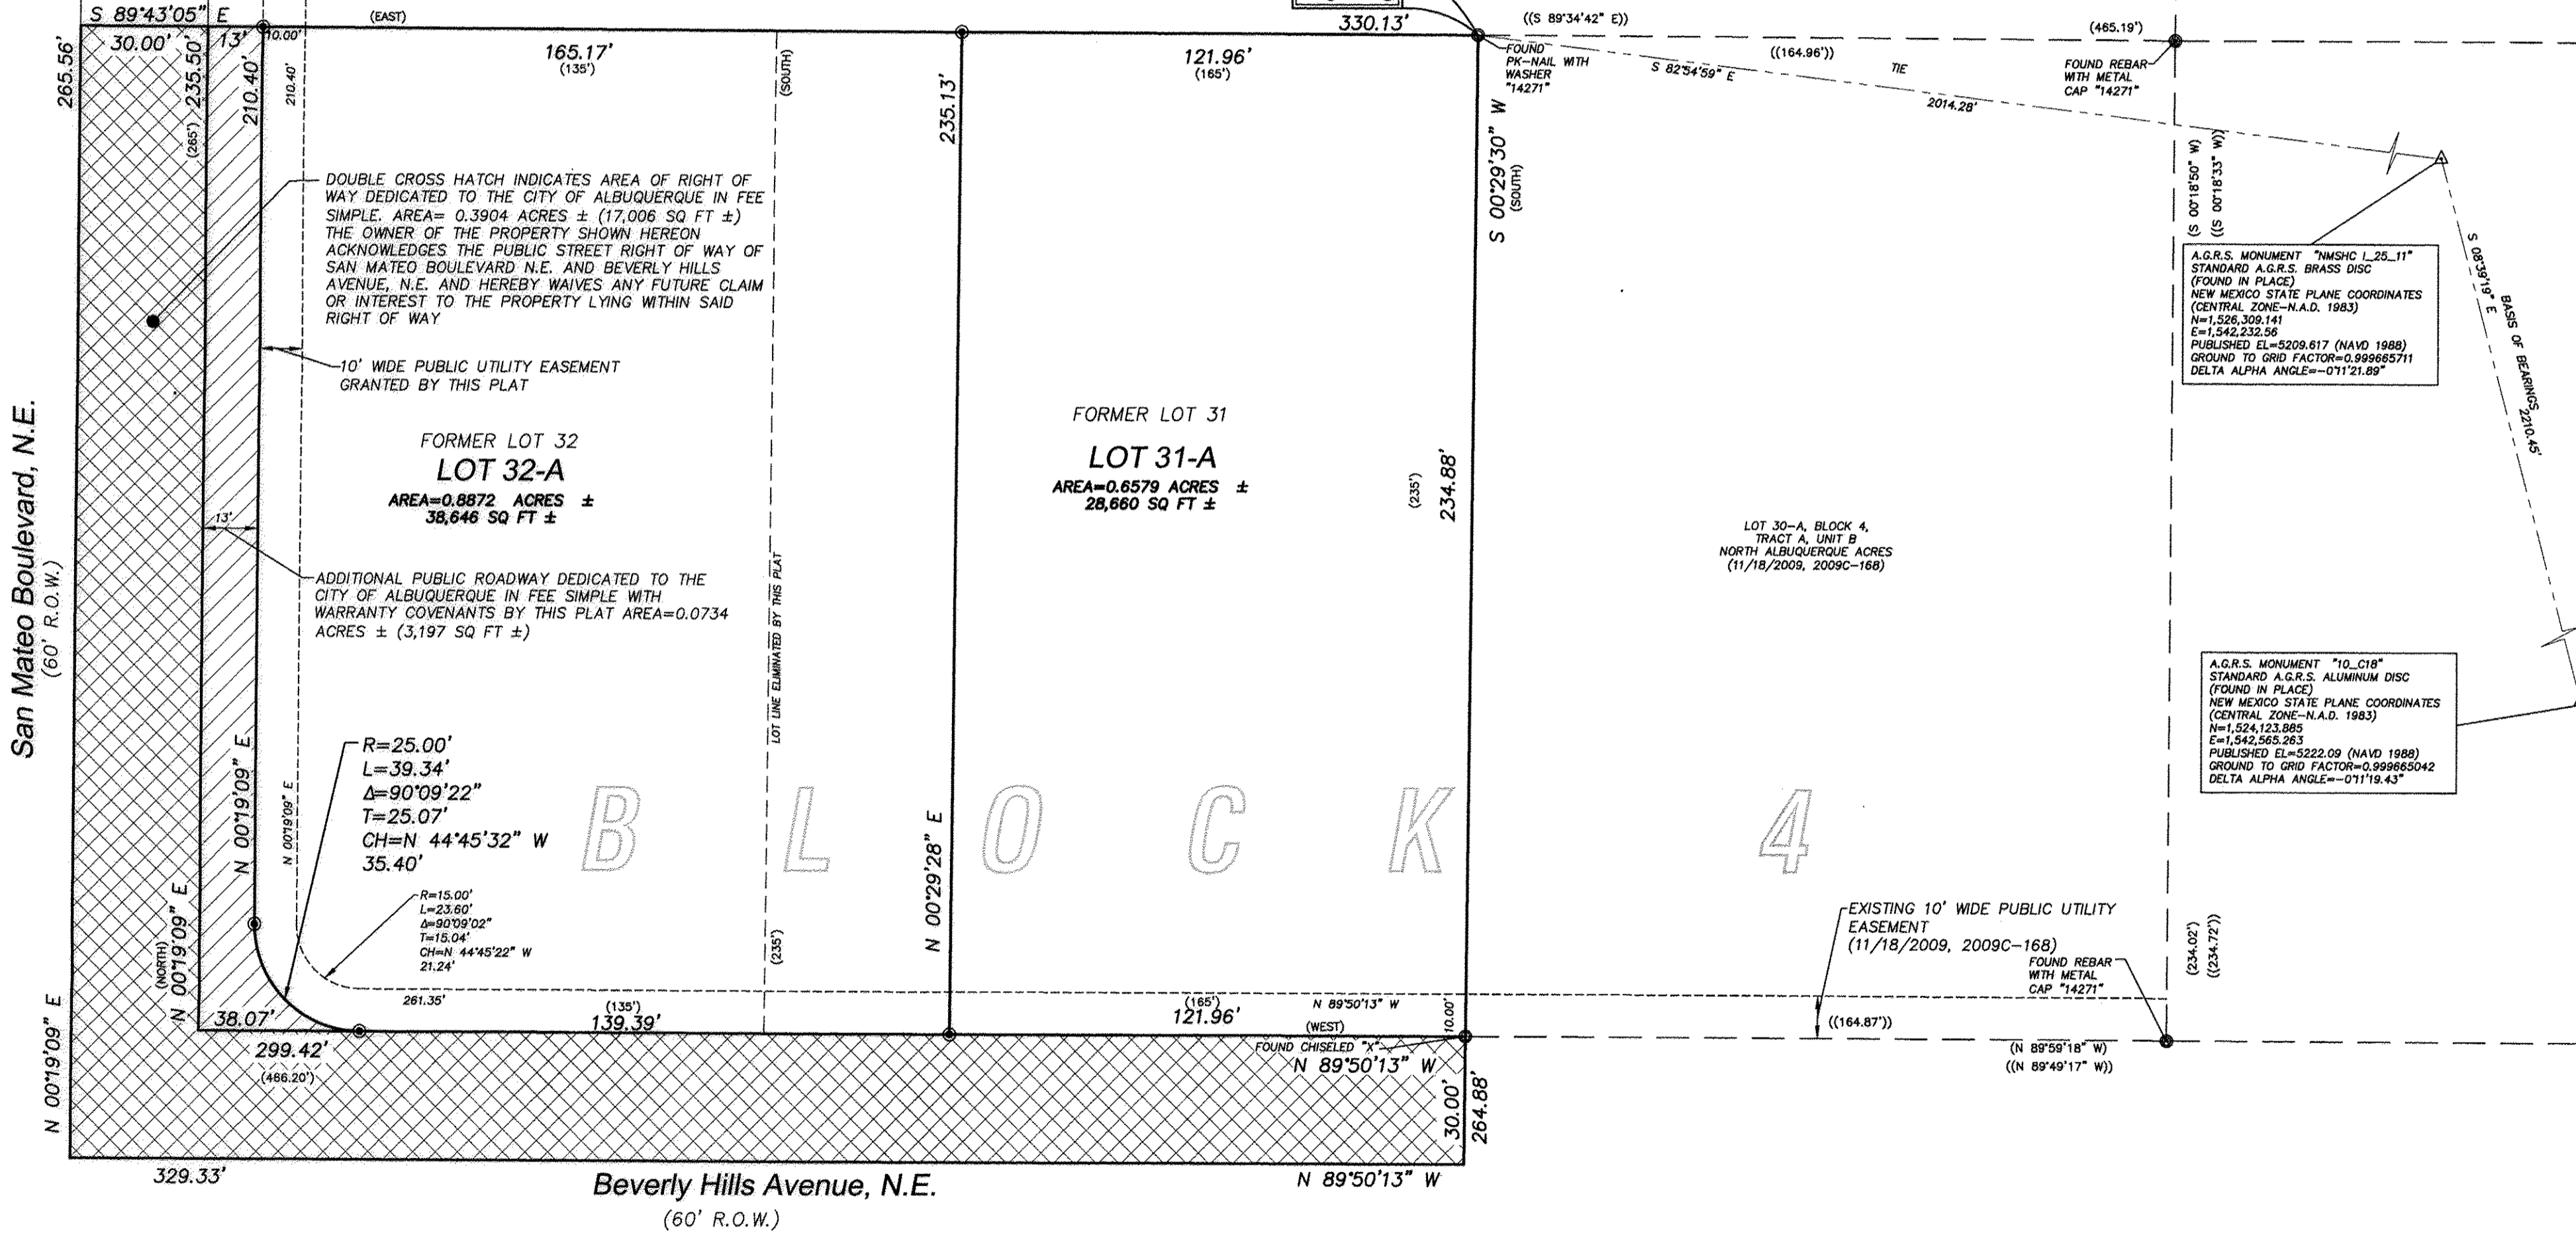 S 89°43'05" E
(EAST)
330.13'
((S 89°34'42" E))
(465.19')
30.00'
13'
10.00'
165.17'
(135')
121.96'
(165')
((164.96'))
FOUND
PK-NAIL WITH
WASHER
"14271"
S 82°54'59" E
TIE
2014.28'
FOUND REBAR
WITH METAL
CAP "14271"
265.56'
235.50'
(265')
210.40'
210.40'
(SOUTH)
235.13'
S 00°29'30" W
(SOUTH)
(S 00°18'50" W)
((S 00°18'33" W))
DOUBLE CROSS HATCH INDICATES AREA OF RIGHT OF
WAY DEDICATED TO THE CITY OF ALBUQUERQUE IN FEE
SIMPLE. AREA= 0.3904 ACRES ± (17,006 SQ FT ±)
THE OWNER OF THE PROPERTY SHOWN HEREON
ACKNOWLEDGES THE PUBLIC STREET RIGHT OF WAY OF
SAN MATEO BOULEVARD N.E. AND BEVERLY HILLS
AVENUE, N.E. AND HEREBY WAIVES ANY FUTURE CLAIM
OR INTEREST TO THE PROPERTY LYING WITHIN SAID
RIGHT OF WAY
10' WIDE PUBLIC UTILITY EASEMENT
GRANTED BY THIS PLAT
A.G.R.S. MONUMENT "NMSHC I_25_11"
STANDARD A.G.R.S. BRASS DISC
(FOUND IN PLACE)
NEW MEXICO STATE PLANE COORDINATES
(CENTRAL ZONE-N.A.D. 1983)
N=1,526,309.141
E=1,542,232.56
PUBLISHED EL=5209.617 (NAVD 1988)
GROUND TO GRID FACTOR=0.999665711
DELTA ALPHA ANGLE=-0°11'21.89"
S 08°39'19" E
BASIS OF BEARINGS
2210.45'
FORMER LOT 32
LOT 32-A
AREA=0.8872 ACRES ±
38,646 SQ FT ±
FORMER LOT 31
LOT 31-A
AREA=0.6579 ACRES ±
28,660 SQ FT ±
(235')
234.88'
LOT 30-A, BLOCK 4,
TRACT A, UNIT B
NORTH ALBUQUERQUE ACRES
(11/18/2009, 2009C-168)
San Mateo Boulevard, N.E.
(60' R.O.W.)
13'
ADDITIONAL PUBLIC ROADWAY DEDICATED TO THE
CITY OF ALBUQUERQUE IN FEE SIMPLE WITH
WARRANTY COVENANTS BY THIS PLAT AREA=0.0734
ACRES ± (3,197 SQ FT ±)
LOT LINE ELIMINATED BY THIS PLAT
A.G.R.S. MONUMENT "10_C18"
STANDARD A.G.R.S. ALUMINUM DISC
(FOUND IN PLACE)
NEW MEXICO STATE PLANE COORDINATES
(CENTRAL ZONE-N.A.D. 1983)
N=1,524,123.885
E=1,542,565.263
PUBLISHED EL=5222.09 (NAVD 1988)
GROUND TO GRID FACTOR=0.999665042
DELTA ALPHA ANGLE=-0°11'19.43"
N 00°19'09" E
N 00°19'09" E
R=25.00'
L=39.34'
Δ=90°09'22"
T=25.07'
CH=N 44°45'32" W
35.40'
BLOCK 4
N 00°29'28" E
R=15.00'
L=23.60'
Δ=90°09'02"
T=15.04'
CH=N 44°45'22" W
21.24'
N 00°19'09" E
(NORTH)
N 00°19'09" E
(235')
EXISTING 10' WIDE PUBLIC UTILITY
EASEMENT
(11/18/2009, 2009C-168)
FOUND REBAR
WITH METAL
CAP "14271"
(234.02')
((234.72'))
261.35'
(135')
(165')
N 89°50'13" W
10.00'
38.07'
139.39'
121.96'
(WEST)
((164.87'))
299.42'
(486.20')
FOUND CHISELED "X"
N 89°50'13" W
(N 89°59'18" W)
((N 89°49'17" W))
30.00'
264.88'
329.33'
Beverly Hills Avenue, N.E.
(60' R.O.W.)
N 89°50'13" W